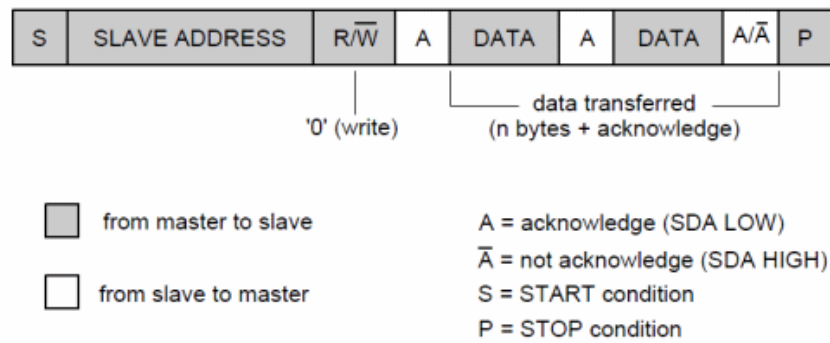 S SLAVE ADDRESS R/W̅ A DATA A DATA A/A̅ P
'0' (write)
data transferred
(n bytes + acknowledge)
from master to slave
from slave to master
A = acknowledge (SDA LOW)
A̅ = not acknowledge (SDA HIGH)
S = START condition
P = STOP condition